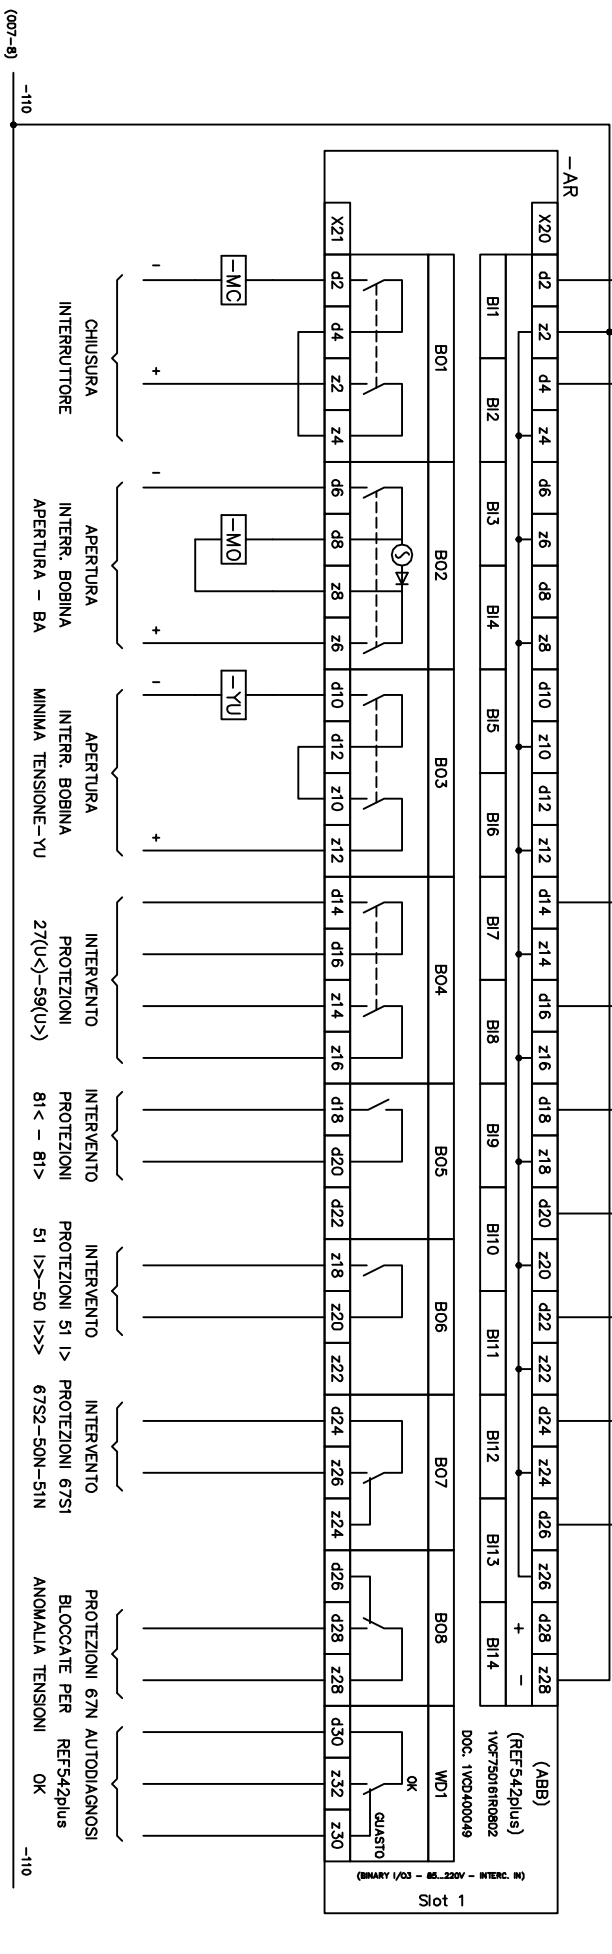 (007-8)
-110
-AR
X20
d2
z2
d4
z4
d6
z6
d8
z8
d10
z10
d12
z12
d14
z14
d16
z16
d18
z18
d20
z20
d22
z22
d24
z24
d26
z26
d28
z28
+
-
BI1
BI2
BI3
BI4
BI5
BI6
BI7
BI8
BI9
BI10
BI11
BI12
BI13
BI14
(ABB)
(REF542plus)
1VCF750161R0802
DOC. 1VCD400049
BO1
BO2
BO3
BO4
BO5
BO6
BO7
BO8
WD1
OK
GUASTO
(BINARY I/O3 - 85...220V - INTERC. IN)
Slot 1
X21
d2
d4
z2
z4
d6
d8
z8
z6
d10
d12
z10
z12
d14
d16
z14
z16
d18
d20
d22
z18
z20
z22
d24
z26
z24
d26
d28
z28
d30
z32
z30
-MC
-MO
-YU
-
+
-
+
-
+
CHIUSURA
INTERRUTTORE
APERTURA
INTERR. BOBINA
APERTURA - BA
APERTURA
INTERR. BOBINA
MINIMA TENSIONE-YU
INTERVENTO
PROTEZIONI
27(U<)-59(U>)
INTERVENTO
PROTEZIONI
81< - 81>
INTERVENTO
PROTEZIONI 51 I>
51 I>>-50 I>>>
INTERVENTO
PROTEZIONI 67S1
67S2-50N-51N
PROTEZIONI 67N
BLOCCATE PER
ANOMALIA TENSIONI
AUTODIAGNOSI
REF542plus
OK
-110